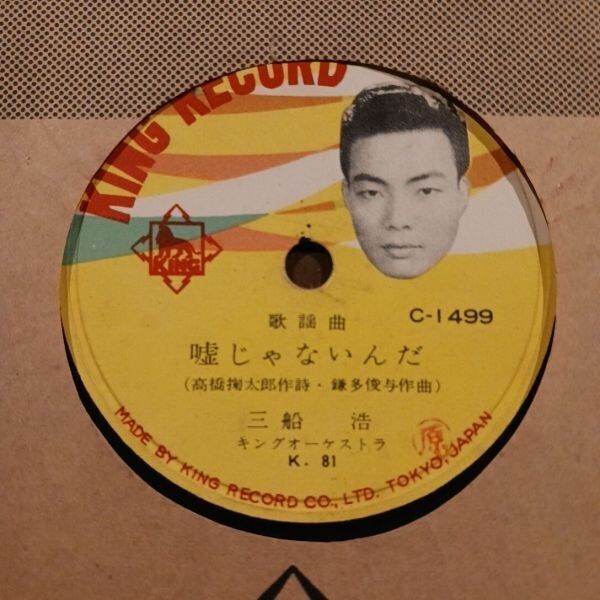 KING RECORD
KING
C-1499
歌謡曲
嘘じゃないんだ
(高橋掬太郎作詩・鎌多俊与作曲)
三船 浩
キングオーケストラ
K. 81
原
MADE BY KING RECORD CO., LTD. TOKYO, JAPAN